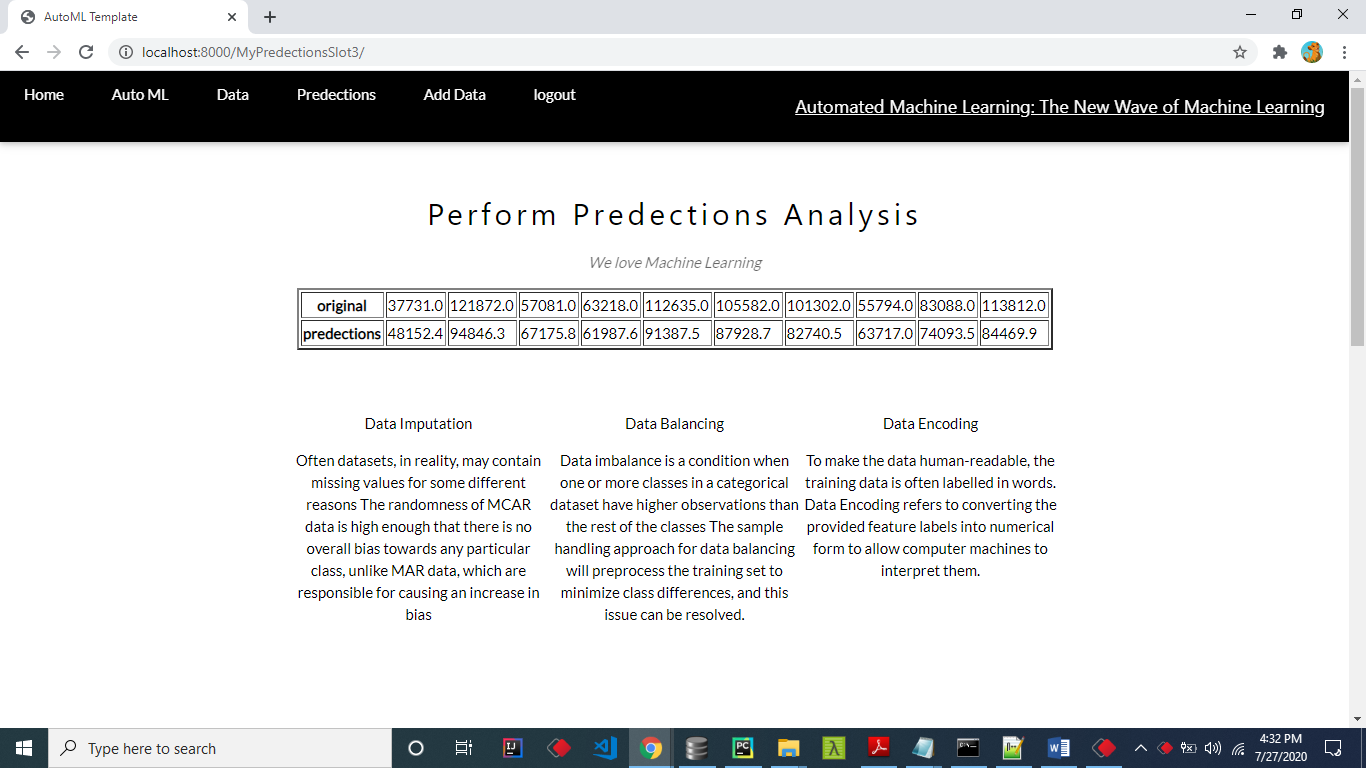 AutoML Template
localhost:8000/MyPredectionsSlot3/
Home Auto ML Data Predections Add Data logout
Automated Machine Learning: The New Wave of Machine Learning
Perform Predections Analysis
We love Machine Learning
original 37731.0 121872.0 57081.0 63218.0 112635.0 105582.0 101302.0 55794.0 83088.0 113812.0
predections 48152.4 94846.3 67175.8 61987.6 91387.5 87928.7 82740.5 63717.0 74093.5 84469.9
Data Imputation
Often datasets, in reality, may contain
missing values for some different
reasons The randomness of MCAR
data is high enough that there is no
overall bias towards any particular
class, unlike MAR data, which are
responsible for causing an increase in
bias
Data Balancing
Data imbalance is a condition when
one or more classes in a categorical
dataset have higher observations than
the rest of the classes The sample
handling approach for data balancing
will preprocess the training set to
minimize class differences, and this
issue can be resolved.
Data Encoding
To make the data human-readable, the
training data is often labelled in words.
Data Encoding refers to converting the
provided feature labels into numerical
form to allow computer machines to
interpret them.
Type here to search
IJ
PC
λ
W
4:32 PM
7/27/2020